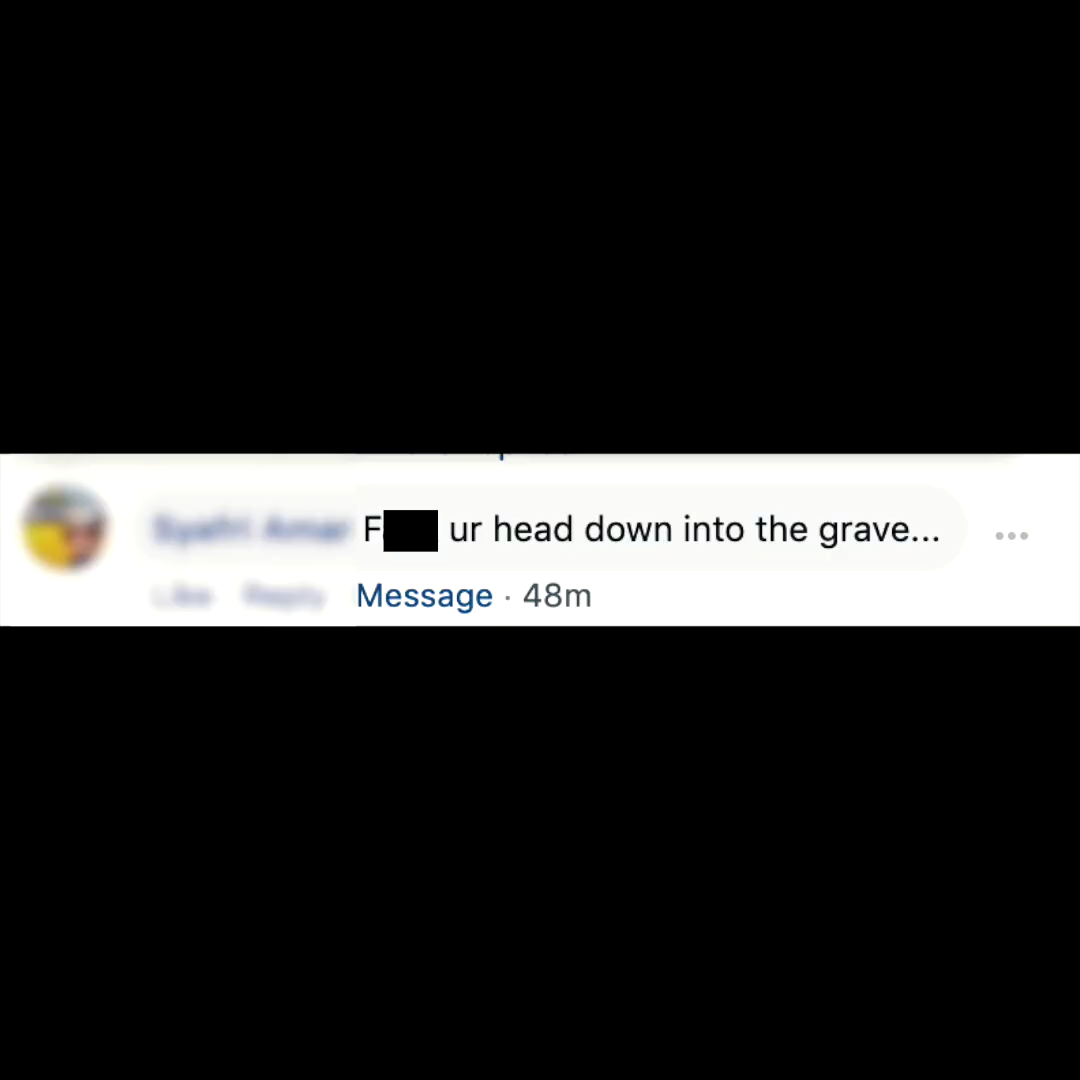 F ur head down into the grave...
Message · 48m